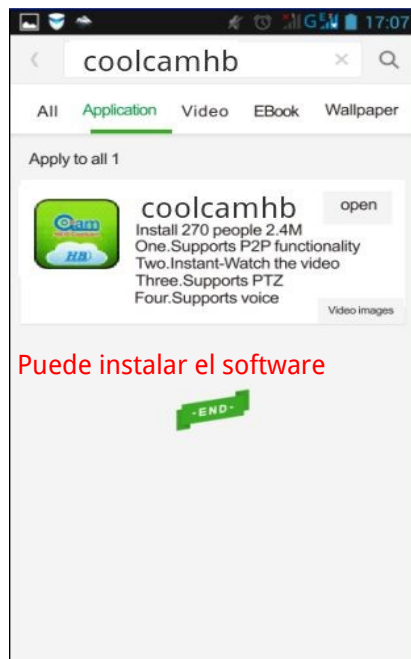 17:07
coolcamhb
All Application Video EBook Wallpaper
Apply to all 1
coolcamhb
open
Install 270 people 2.4M
One.Supports P2P functionality
Two.Instant-Watch the video
Three.Supports PTZ
Four.Supports voice
Video images
Cam
HB
Puede instalar el software
-END-